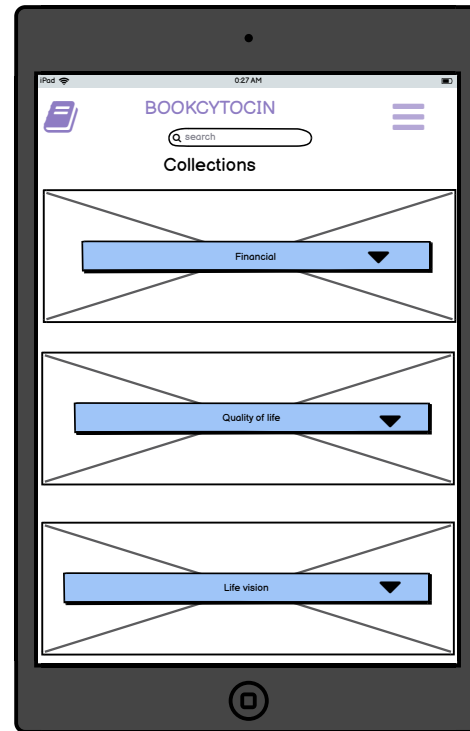 iPad 0:27 AM
BOOKCYTOCIN
search
Collections
Financial
Quality of life
Life vision